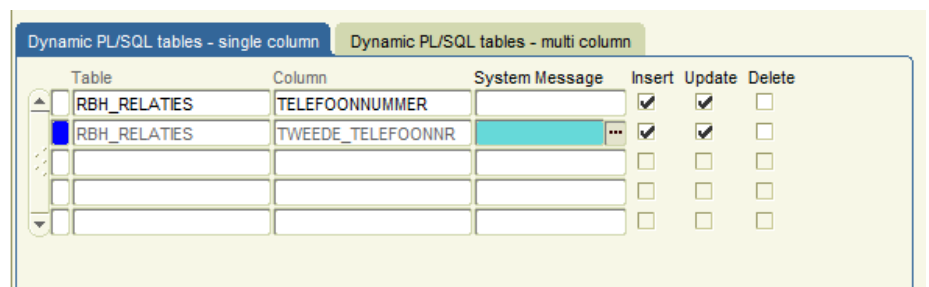 Dynamic PL/SQL tables - single column Dynamic PL/SQL tables - multi column
Table Column System Message Insert Update Delete
RBH_RELATIES TELEFOONNUMMER
RBH_RELATIES TWEEDE_TELEFOONNR ...